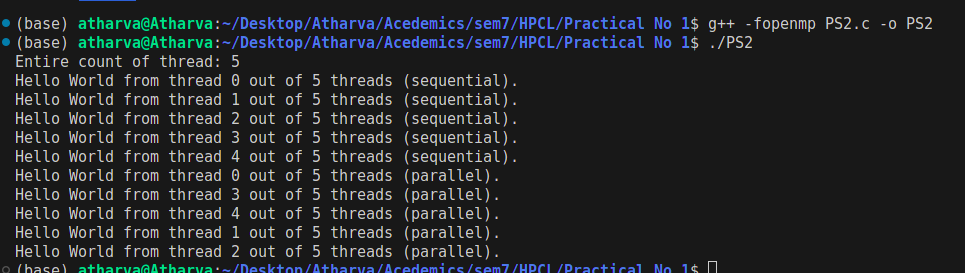 (base) atharva@Atharva:~/Desktop/Atharva/Acedemics/sem7/HPCL/Practical No 1$ g++ -fopenmp PS2.c -o PS2
(base) atharva@Atharva:~/Desktop/Atharva/Acedemics/sem7/HPCL/Practical No 1$ ./PS2
Entire count of thread: 5
Hello World from thread 0 out of 5 threads (sequential).
Hello World from thread 1 out of 5 threads (sequential).
Hello World from thread 2 out of 5 threads (sequential).
Hello World from thread 3 out of 5 threads (sequential).
Hello World from thread 4 out of 5 threads (sequential).
Hello World from thread 0 out of 5 threads (parallel).
Hello World from thread 3 out of 5 threads (parallel).
Hello World from thread 4 out of 5 threads (parallel).
Hello World from thread 1 out of 5 threads (parallel).
Hello World from thread 2 out of 5 threads (parallel).
(base) atharva@Atharva:~/Desktop/Atharva/Acedemics/sem7/HPCL/Practical No 1$